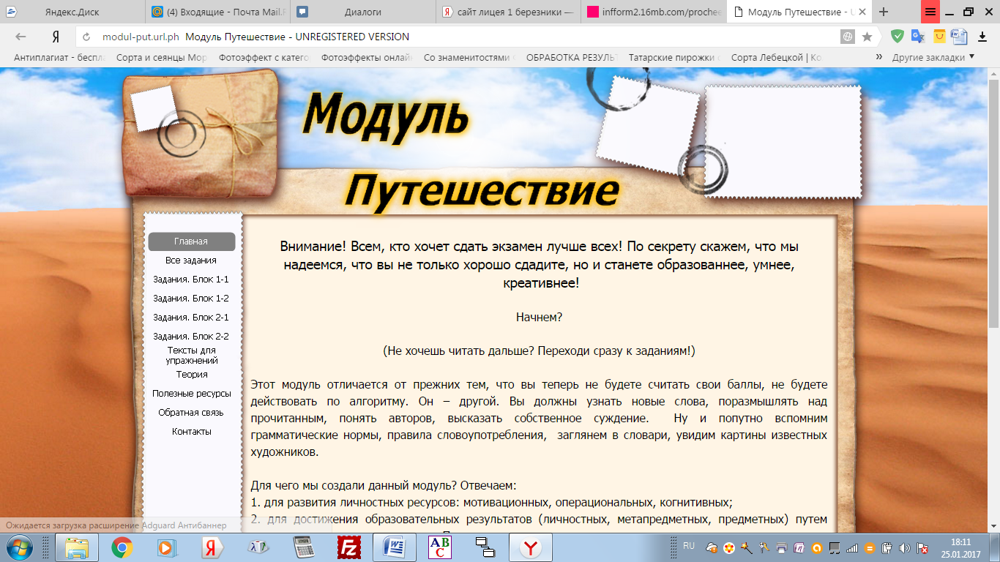 Яндекс.Диск
(4) Входящие - Почта Mail.R
Диалоги
сайт лицея 1 березники —
infform2.16mb.com/prochee
Модуль Путешествие - U
modul-put.url.ph Модуль Путешествие - UNREGISTERED VERSION
Антиплагиат - беспла
Сорта и сеянцы Мор
Фотоэффект с катего
Фотоэффекты онлайн
Со знаменитостями
ОБРАБОТКА РЕЗУЛЬТ
Татарские пирожки с
Сорта Лебецкой | Ко
» Другие закладки
Модуль
Путешествие
Главная
Все задания
Задания. Блок 1-1
Задания. Блок 1-2
Задания. Блок 2-1
Задания. Блок 2-2
Тексты для
упражнений
Теория
Полезные ресурсы
Обратная связь
Контакты
Внимание! Всем, кто хочет сдать экзамен лучше всех! По секрету скажем, что мы
надеемся, что вы не только хорошо сдадите, но и станете образованнее, умнее,
креативнее!
Начнем?
(Не хочешь читать дальше? Переходи сразу к заданиям!)
Этот модуль отличается от прежних тем, что вы теперь не будете считать свои баллы, не будете
действовать по алгоритму. Он – другой. Вы должны узнать новые слова, поразмышлять над
прочитанным, понять авторов, высказать собственное суждение. Ну и попутно вспомним
грамматические нормы, правила словоупотребления, заглянем в словари, увидим картины известных
художников.
Для чего мы создали данный модуль? Отвечаем:
1. для развития личностных ресурсов: мотивационных, операциональных, когнитивных;
2. для достижения образовательных результатов (личностных, метапредметных, предметных) путем
Ожидается загрузка расширение Adguard Антибаннер
RU
18:11
25.01.2017